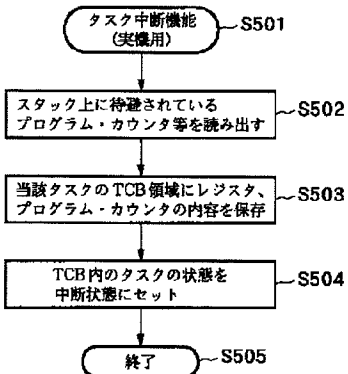 タスク中断機能
(実機用)
S501
スタック上に待避されている
プログラム・カウンタ等を読み出す
S502
当該タスクのTCB領域にレジスタ、
プログラム・カウンタの内容を保存
S503
TCB内のタスクの状態を
中断状態にセット
S504
終了
S505